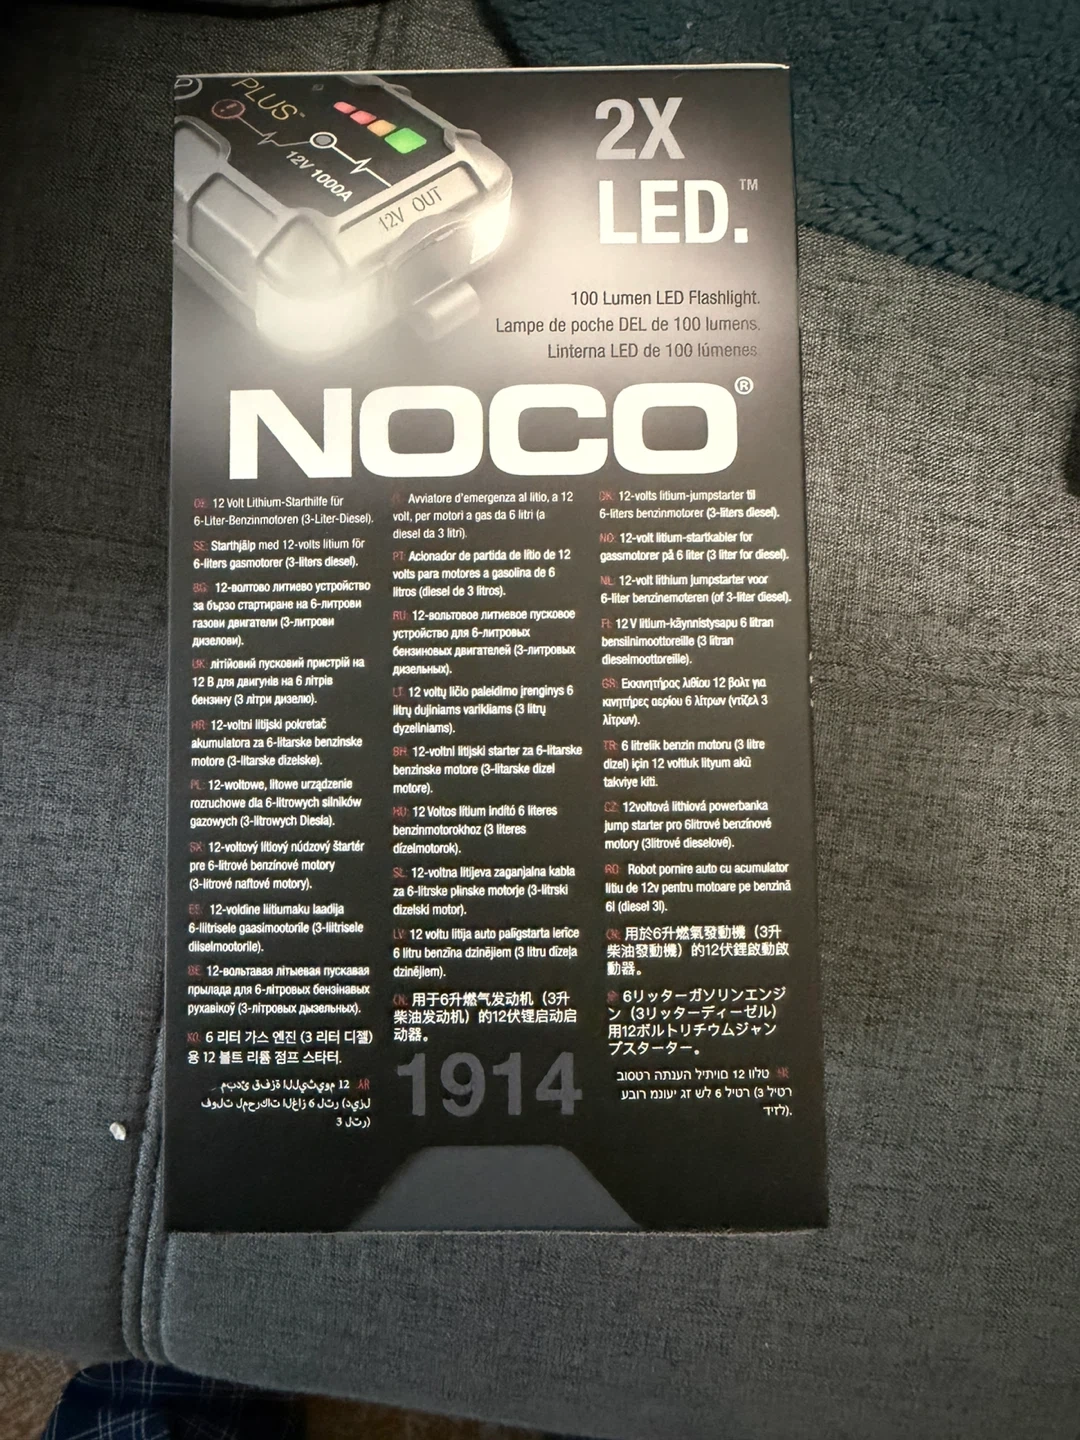 PLUS™
12V 1000A
12V OUT
2X
LED.™
100 Lumen LED Flashlight.
Lampe de poche DEL de 100 lumens.
Linterna LED de 100 lúmenes.
NOCO®
DE: 12 Volt Lithium-Starthilfe für
6-Liter-Benzinmotoren (3-Liter-Diesel).
SE: Starthjälp med 12-volts litium för
6-liters gasmotorer (3-liters diesel).
BG: 12-волтово литиево устройство
за бързо стартиране на 6-литрови
газови двигатели (3-литрови
дизелови).
UK: літійовий пусковий пристрій на
12 В для двигунів на 6 літрів
бензину (3 літри дизелю).
HR: 12-voltni litijski pokretač
akumulatora za 6-litarske benzinske
motore (3-litarske dizelske).
PL: 12-woltowe, litowe urządzenie
rozruchowe dla 6-litrowych silników
gazowych (3-litrowych Diesla).
SK: 12-voltový lítiový núdzový štartér
pre 6-litrové benzínové motory
(3-litrové naftové motory).
EE: 12-voldine liitiumaku laadija
6-liitrisele gaasimootorile (3-liitrisele
diiselmootorile).
BE: 12-вольтавая літыевая пускавая
прылада для 6-літровых бензінавых
рухавікоў (3-літровых дызельных).
KO: 6 리터 가스 엔진 (3 리터 디젤)
용 12 볼트 리튬 점프 스타터.
AR: 12
3 لتر)
IT: Avviatore d'emergenza al litio, a 12
volt, per motori a gas da 6 litri (a
diesel da 3 litri).
PT: Acionador de partida de lítio de 12
volts para motores a gasolina de 6
litros (diesel de 3 litros).
RU: 12-вольтовое литиевое пусковое
устройство для 6-литровых
бензиновых двигателей (3-литровых
дизельных).
LT: 12 voltų ličio paleidimo įrenginys 6
litrų dujiniams varikliams (3 litrų
dyzeliniams).
BH: 12-voltni litijski starter za 6-litarske
benzinske motore (3-litarske dizel
motore).
HU: 12 Voltos lítium indító 6 literes
benzinmotorokhoz (3 literes
dízelmotorok).
SL: 12-voltna litijeva zaganjalna kabla
za 6-litrske plinske motorje (3-litrski
dizelski motor).
LV: 12 voltu litija auto palīgstarta ierīce
6 litru benzīna dzinējiem (3 litru dīzeļa
dzinējiem).
CN: 用于6升燃气发动机（3升
柴油发动机）的12伏锂启动启
动器。
1914
DK: 12-volts litium-jumpstarter til
6-liters benzinmotorer (3-liters diesel).
NO: 12-volt litium-startkabler for
gassmotorer på 6 liter (3 liter for diesel).
NL: 12-volt lithium jumpstarter voor
6-liter benzinemoteren (of 3-liter diesel).
FI: 12 V litium-käynnistysapu 6 litran
bensiinimoottoreille (3 litran
dieselmoottoreille).
GR: Εκκινητήρας λιθίου 12 βολτ για
κινητήρες αερίου 6 λίτρων (ντίζελ 3
λίτρων).
TR: 6 litrelik benzin motoru (3 litre
dizel) için 12 voltluk lityum akü
takviye kiti.
CZ: 12voltová lithiová powerbanka
jump starter pro 6litrové benzínové
motory (3litrové dieselové).
RO: Robot pornire auto cu acumulator
litiu de 12v pentru motoare pe benzină
6l (diesel 3l).
CN: 用於6升燃氣發動機（3升
柴油發動機）的12伏鋰啟動啟
動器。
6リッターガソリンエンジ
ン（3リッターディーゼル）
用12ボルトリチウムジャン
プスターター。
12 וולט
עבור מנועי גז של 6 ליטר (3 ליטר
דיזל).